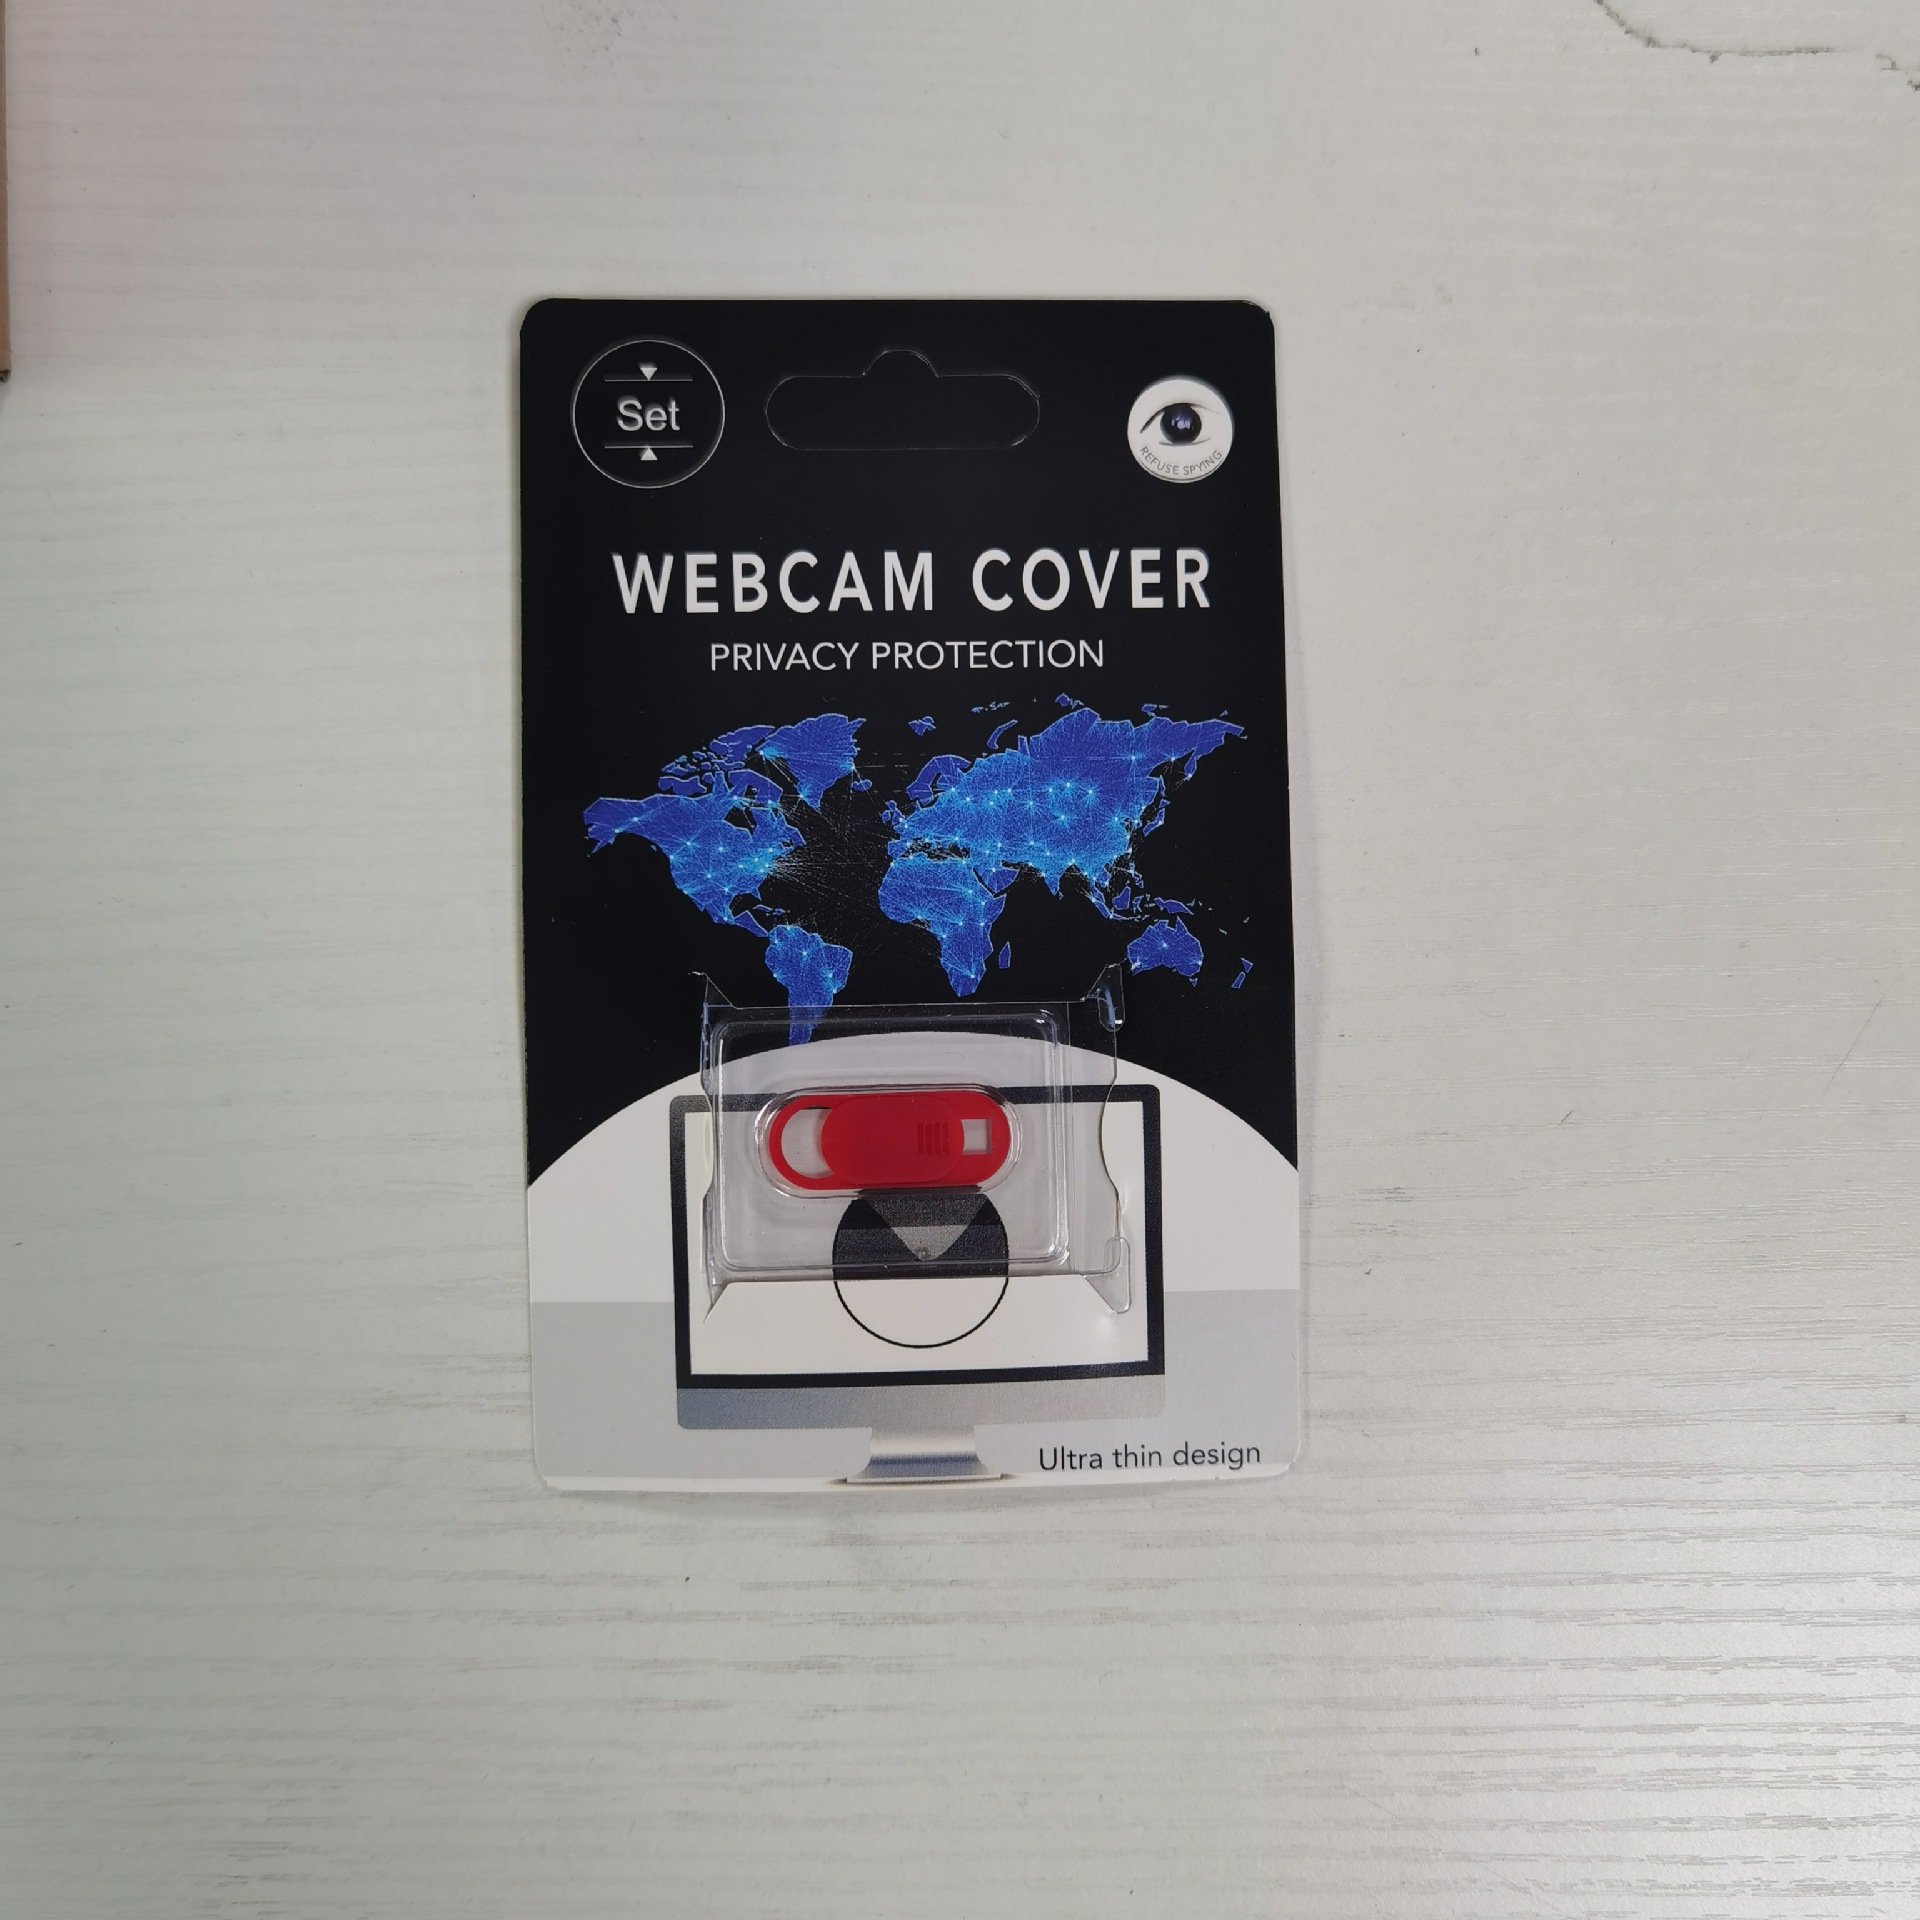 Set
REFUSE SPYING
WEBCAM COVER
PRIVACY PROTECTION
Ultra thin design